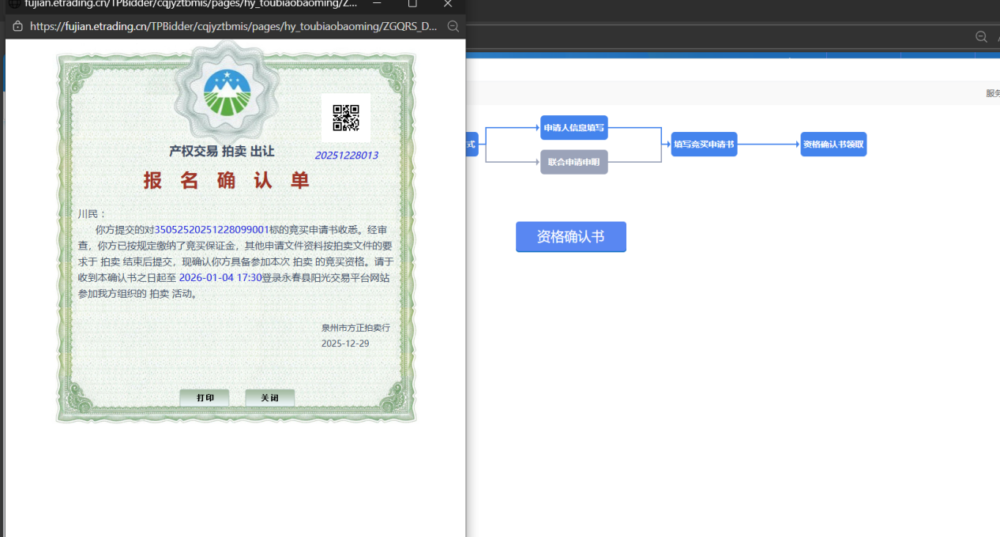 fujian.etrading.cn/TPBidder/cqjyztbmis/pages/hy_toubiaobaoming/Z...
https://fujian.etrading.cn/TPBidder/cqjyztbmis/pages/hy_toubiaobaoming/ZGQRS_D...
产权交易 拍卖 出让
20251228013
报 名 确 认 单
川民：
你方提交的对35052520251228099001标的竞买申请书收悉。经审
查，你方已按规定缴纳了竞买保证金，其他申请文件资料按拍卖文件的要
求于 拍卖 结束后提交，现确认你方具备参加本次 拍卖 的竞买资格。请于
收到本确认书之日起至 2026-01-04 17:30登录永春县阳光交易平台网站
参加我方组织的 拍卖 活动。
泉州市方正拍卖行
2025-12-29
打印
关闭
服务
式
申请人信息填写
联合申请申明
填写竞买申请书
资格确认书领取
资格确认书